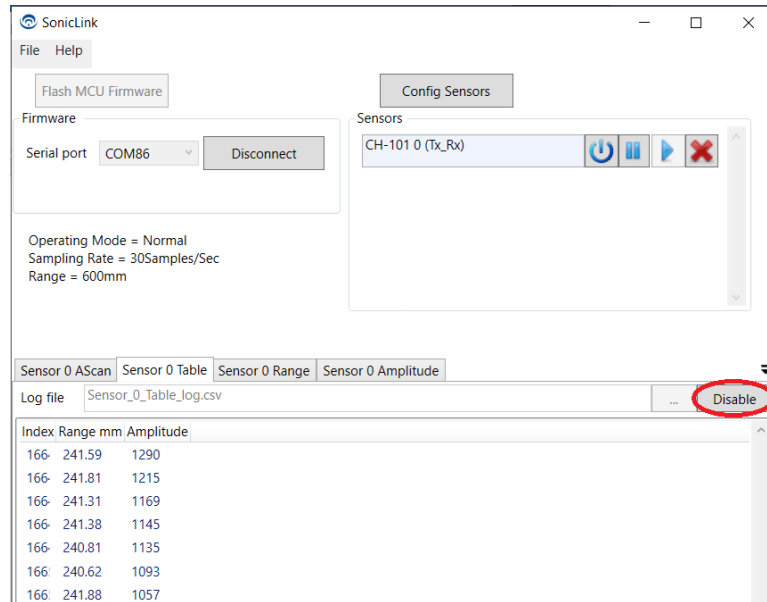 SonicLink
File Help
Flash MCU Firmware
Config Sensors
Firmware
Sensors
Serial port COM86 Disconnect
CH-101 0 (Tx_Rx)
Operating Mode = Normal
Sampling Rate = 30Samples/Sec
Range = 600mm
Sensor 0 AScan Sensor 0 Table Sensor 0 Range Sensor 0 Amplitude
Log file Sensor_0_Table_log.csv ... Disable
Index Range mm Amplitude
241.59 1290
241.81 1215
241.31 1169
241.38 1145
240.81 1135
240.62 1093
241.88 1057